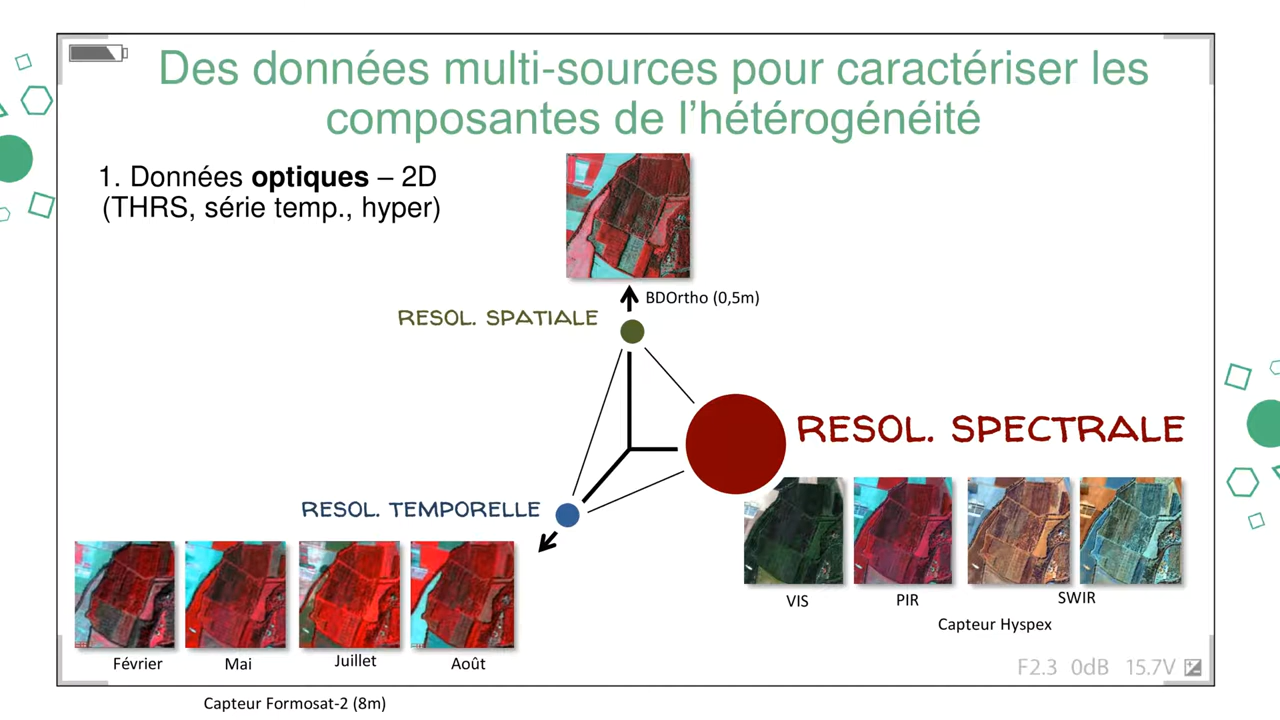 Des données multi-sources pour caractériser les
composantes de l'hétérogénéité
1. Données optiques – 2D
(THRS, série temp., hyper)
BDOrtho (0,5m)
RESOL. SPATIALE
RESOL. SPECTRALE
RESOL. TEMPORELLE
VIS
PIR
SWIR
Capteur Hyspex
Février
Mai
Juillet
Août
F2.3 0dB 15.7V
Capteur Formosat-2 (8m)